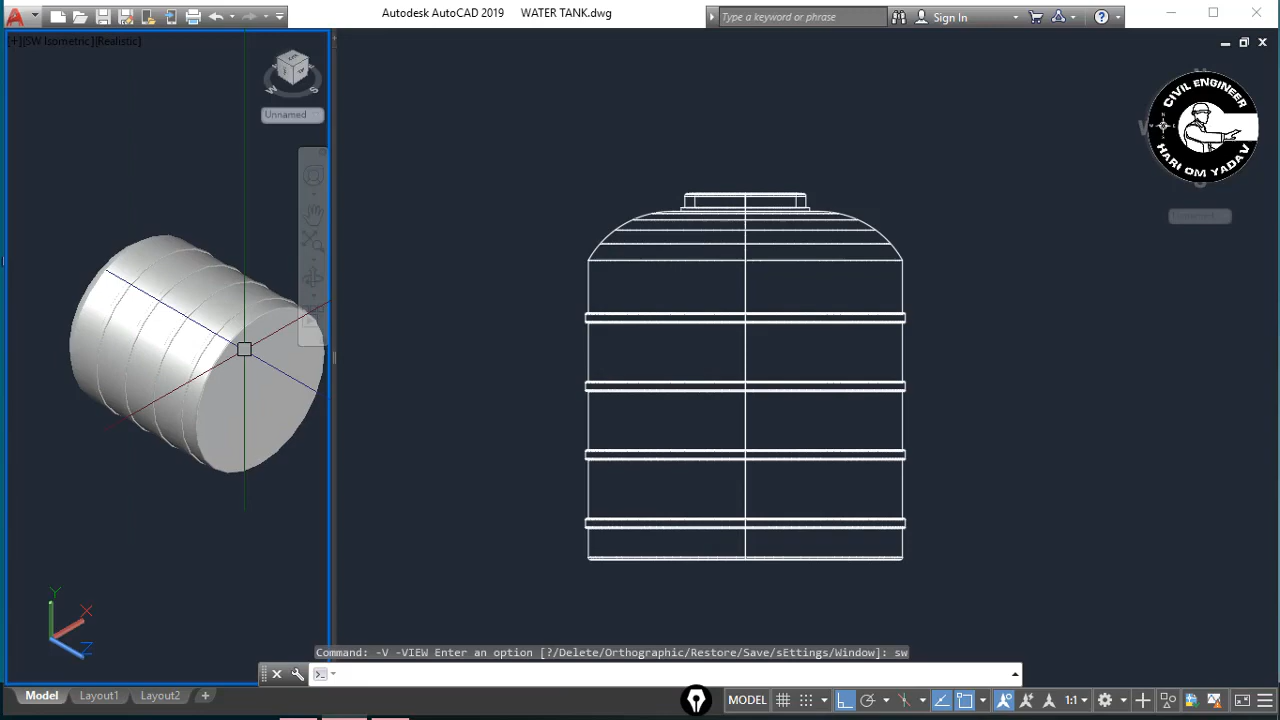 Autodesk AutoCAD 2019 WATER TANK.dwg
Type a keyword or phrase
Sign In
[+][SW Isometric][Realistic]
W
S
Unnamed
CIVIL ENGINEER
HARI OM YADAV
Y
X
Z
Command: -V -VIEW Enter an option [?/Delete/Orthographic/Restore/Save/sEttings/Window]: sw
Model
Layout1
Layout2
+
MODEL
1:1